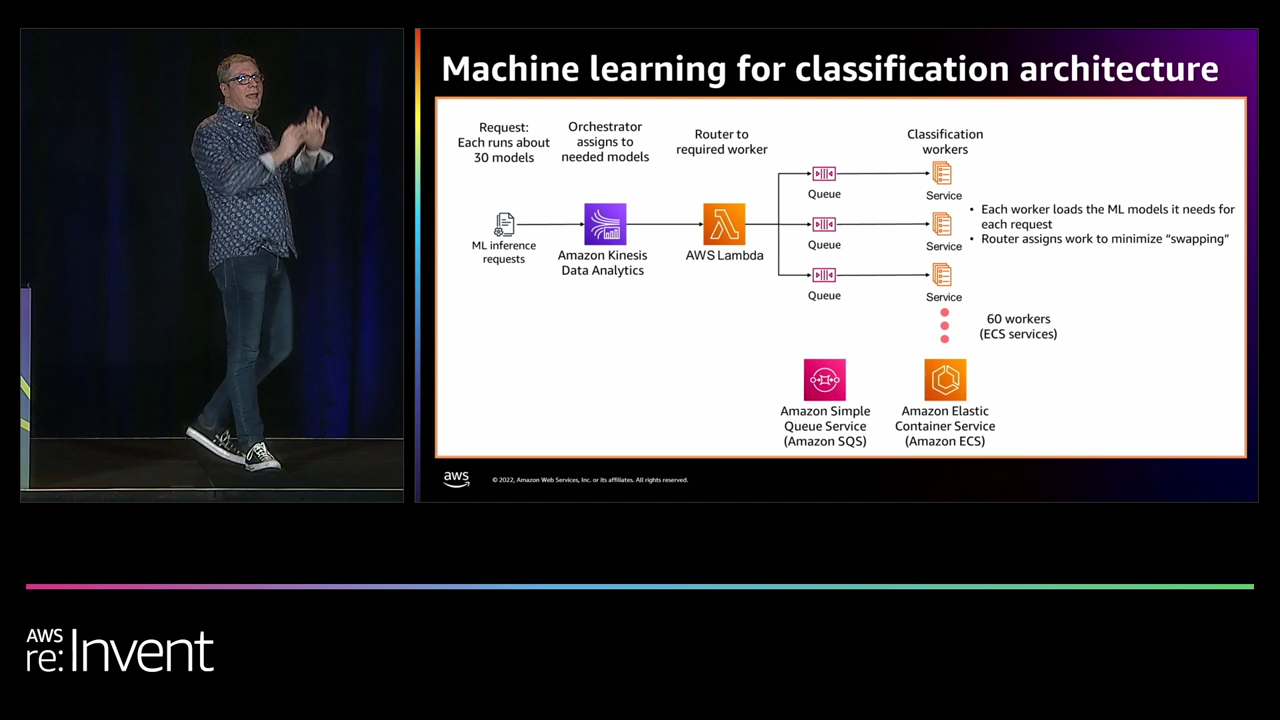 Machine learning for classification architecture
Request:
Each runs about
30 models
Orchestrator
assigns to
needed models
Router to
required worker
Classification
workers
ML inference
requests
Amazon Kinesis
Data Analytics
AWS Lambda
Queue
Service
Queue
Service
Queue
Service
• Each worker loads the ML models it needs for
each request
• Router assigns work to minimize “swapping”
60 workers
(ECS services)
Amazon Simple
Queue Service
(Amazon SQS)
Amazon Elastic
Container Service
(Amazon ECS)
aws
© 2022, Amazon Web Services, Inc. or its affiliates. All rights reserved.
AWS
re:Invent